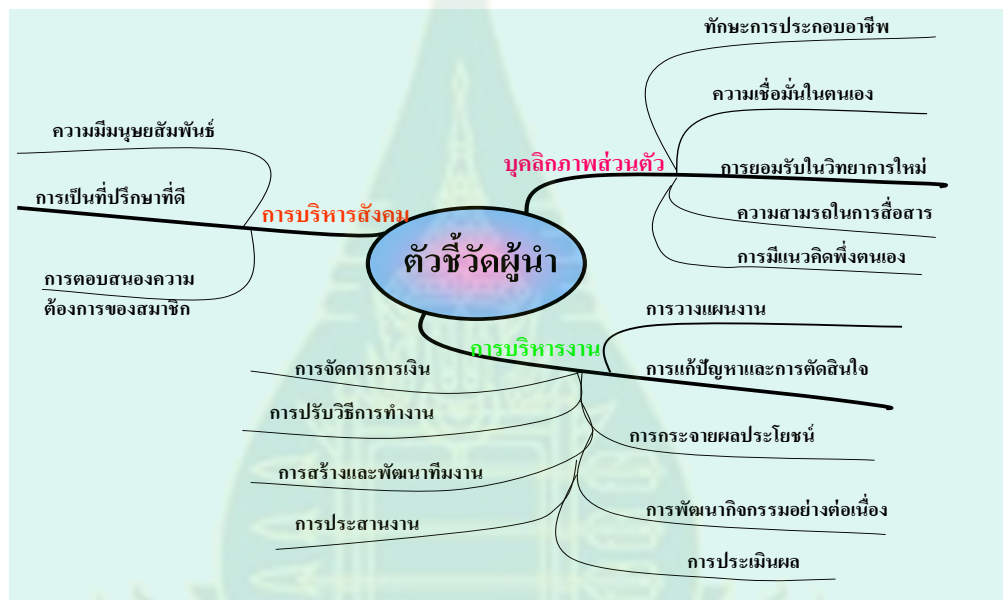 ตัวชี้วัดผู้นำ
บุคลิกภาพส่วนตัว
ทักษะการประกอบอาชีพ
ความเชื่อมั่นในตนเอง
การยอมรับในวิทยาการใหม่
ความสามรถในการสื่อสาร
การมีแนวคิดพึ่งตนเอง
การบริหารสังคม
ความมีมนุษยสัมพันธ์
การเป็นที่ปรึกษาที่ดี
การตอบสนองความ
ต้องการของสมาชิก
การบริหารงาน
การวางแผนงาน
การแก้ปัญหาและการตัดสินใจ
การกระจายผลประโยชน์
การพัฒนากิจกรรมอย่างต่อเนื่อง
การประเมินผล
การจัดการการเงิน
การปรับวิธีการทำงาน
การสร้างและพัฒนาทีมงาน
การประสานงาน